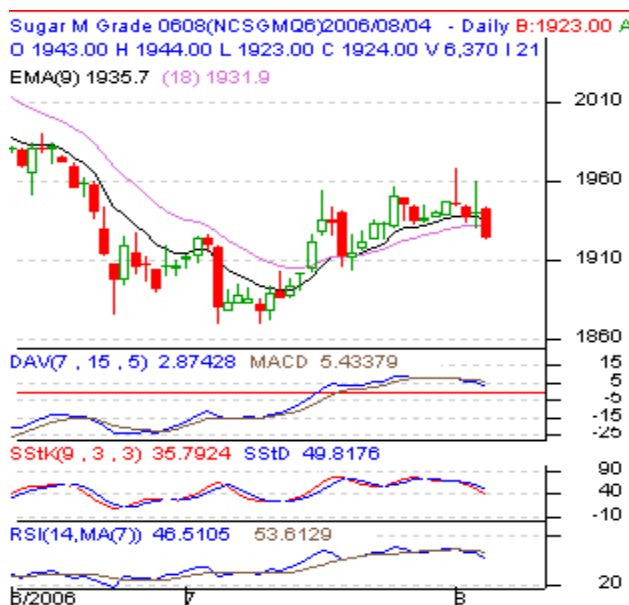 Sugar M Grade 0608(NCSGMQ6)2006/08/04 - Daily B:1923.00 A
O 1943.00 H 1944.00 L 1923.00 C 1924.00 V 6,370 I 21
EMA(9) 1935.7 (18) 1931.9
2010
1960
1910
1860
DAV(7 , 15 , 5) 2.87428 MACD 5.43379
15
5
-5
-15
-25
SStK(9 , 3 , 3) 35.7924 SStD 49.8176
90
40
-10
RSI(14,MA(7)) 46.5105 53.6129
20
6/2006 7 8